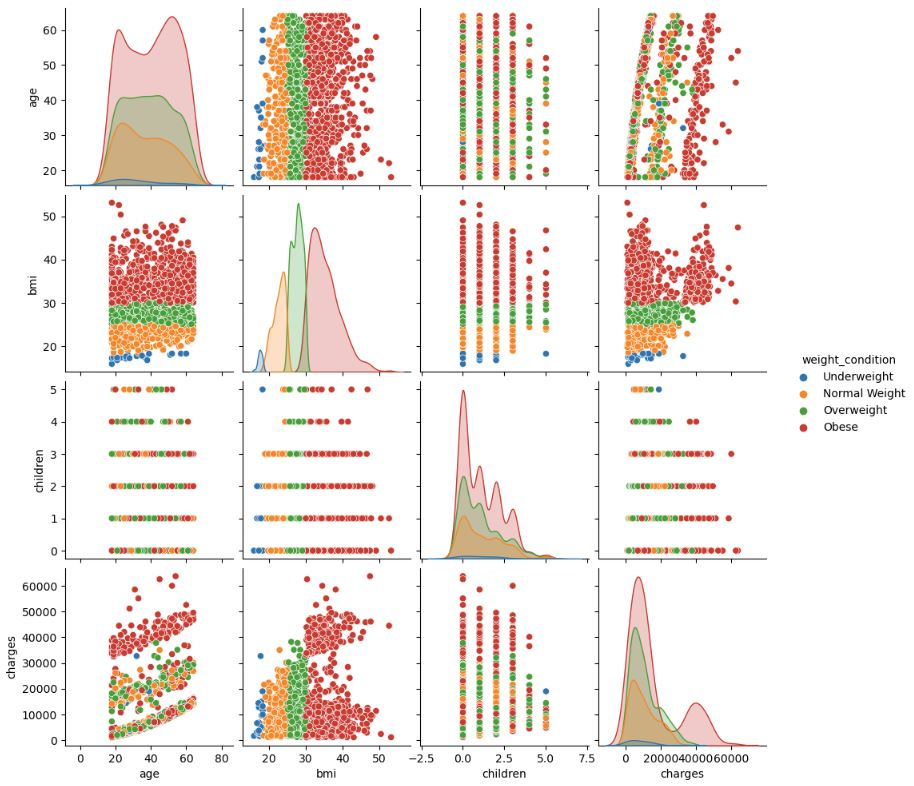 60
50
40
30
20
age
50
40
30
20
bmi
weight_condition
Underweight
Normal Weight
Overweight
Obese
5
4
3
2
1
0
children
60000
50000
40000
30000
20000
10000
0
charges
0 20 40 60 80
20 30 40 50
−2.5 0.0 2.5 5.0 7.5
0 20000 40000 60000
age bmi children charges